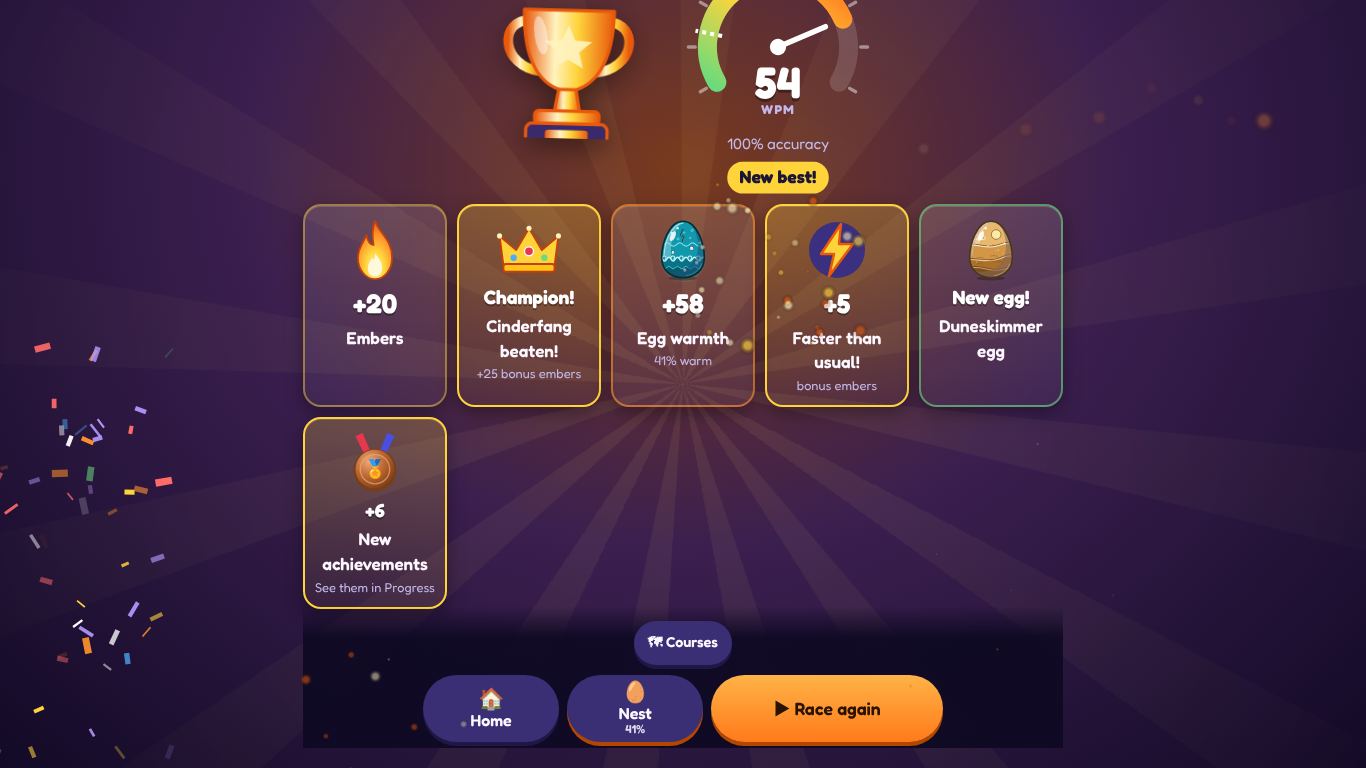 54
WPM
100% accuracy
New best!
+20
Embers
Champion!
Cinderfang
beaten!
+25 bonus embers
+58
Egg warmth
41% warm
+5
Faster than
usual!
bonus embers
New egg!
Duneskimmer
egg
+6
New
achievements
See them in Progress
Courses
Home
Nest
41%
Race again